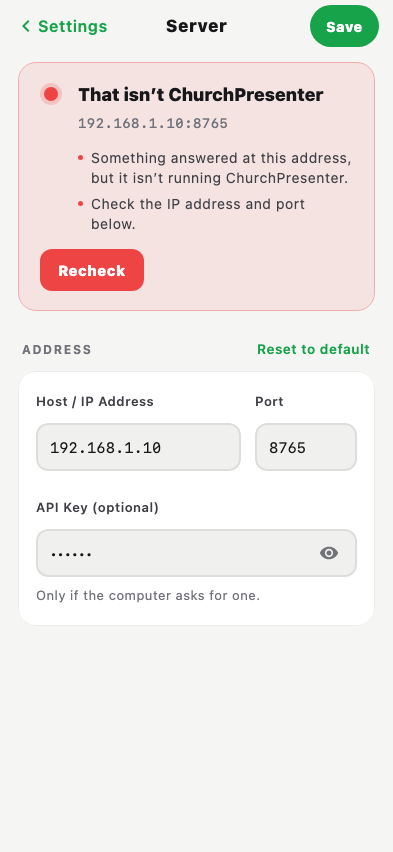 Settings
Server
Save
That isn’t ChurchPresenter
192.168.1.10:8765
Something answered at this address,
but it isn’t running ChurchPresenter.
Check the IP address and port
below.
Recheck
ADDRESS
Reset to default
Host / IP Address
Port
192.168.1.10
8765
API Key (optional)
••••••
Only if the computer asks for one.